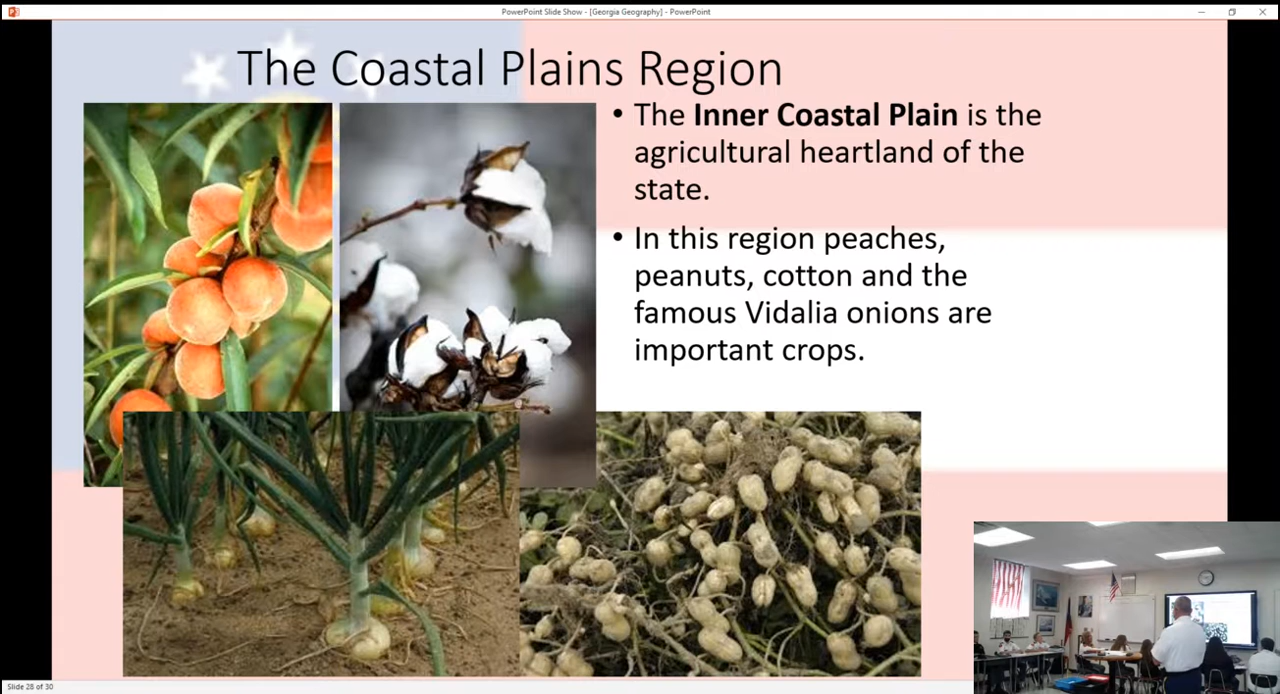 PowerPoint Slide Show - [Georgia Geography] - PowerPoint
The Coastal Plains Region
• The Inner Coastal Plain is the
agricultural heartland of the
state.
• In this region peaches,
peanuts, cotton and the
famous Vidalia onions are
important crops.
Slide 28 of 30